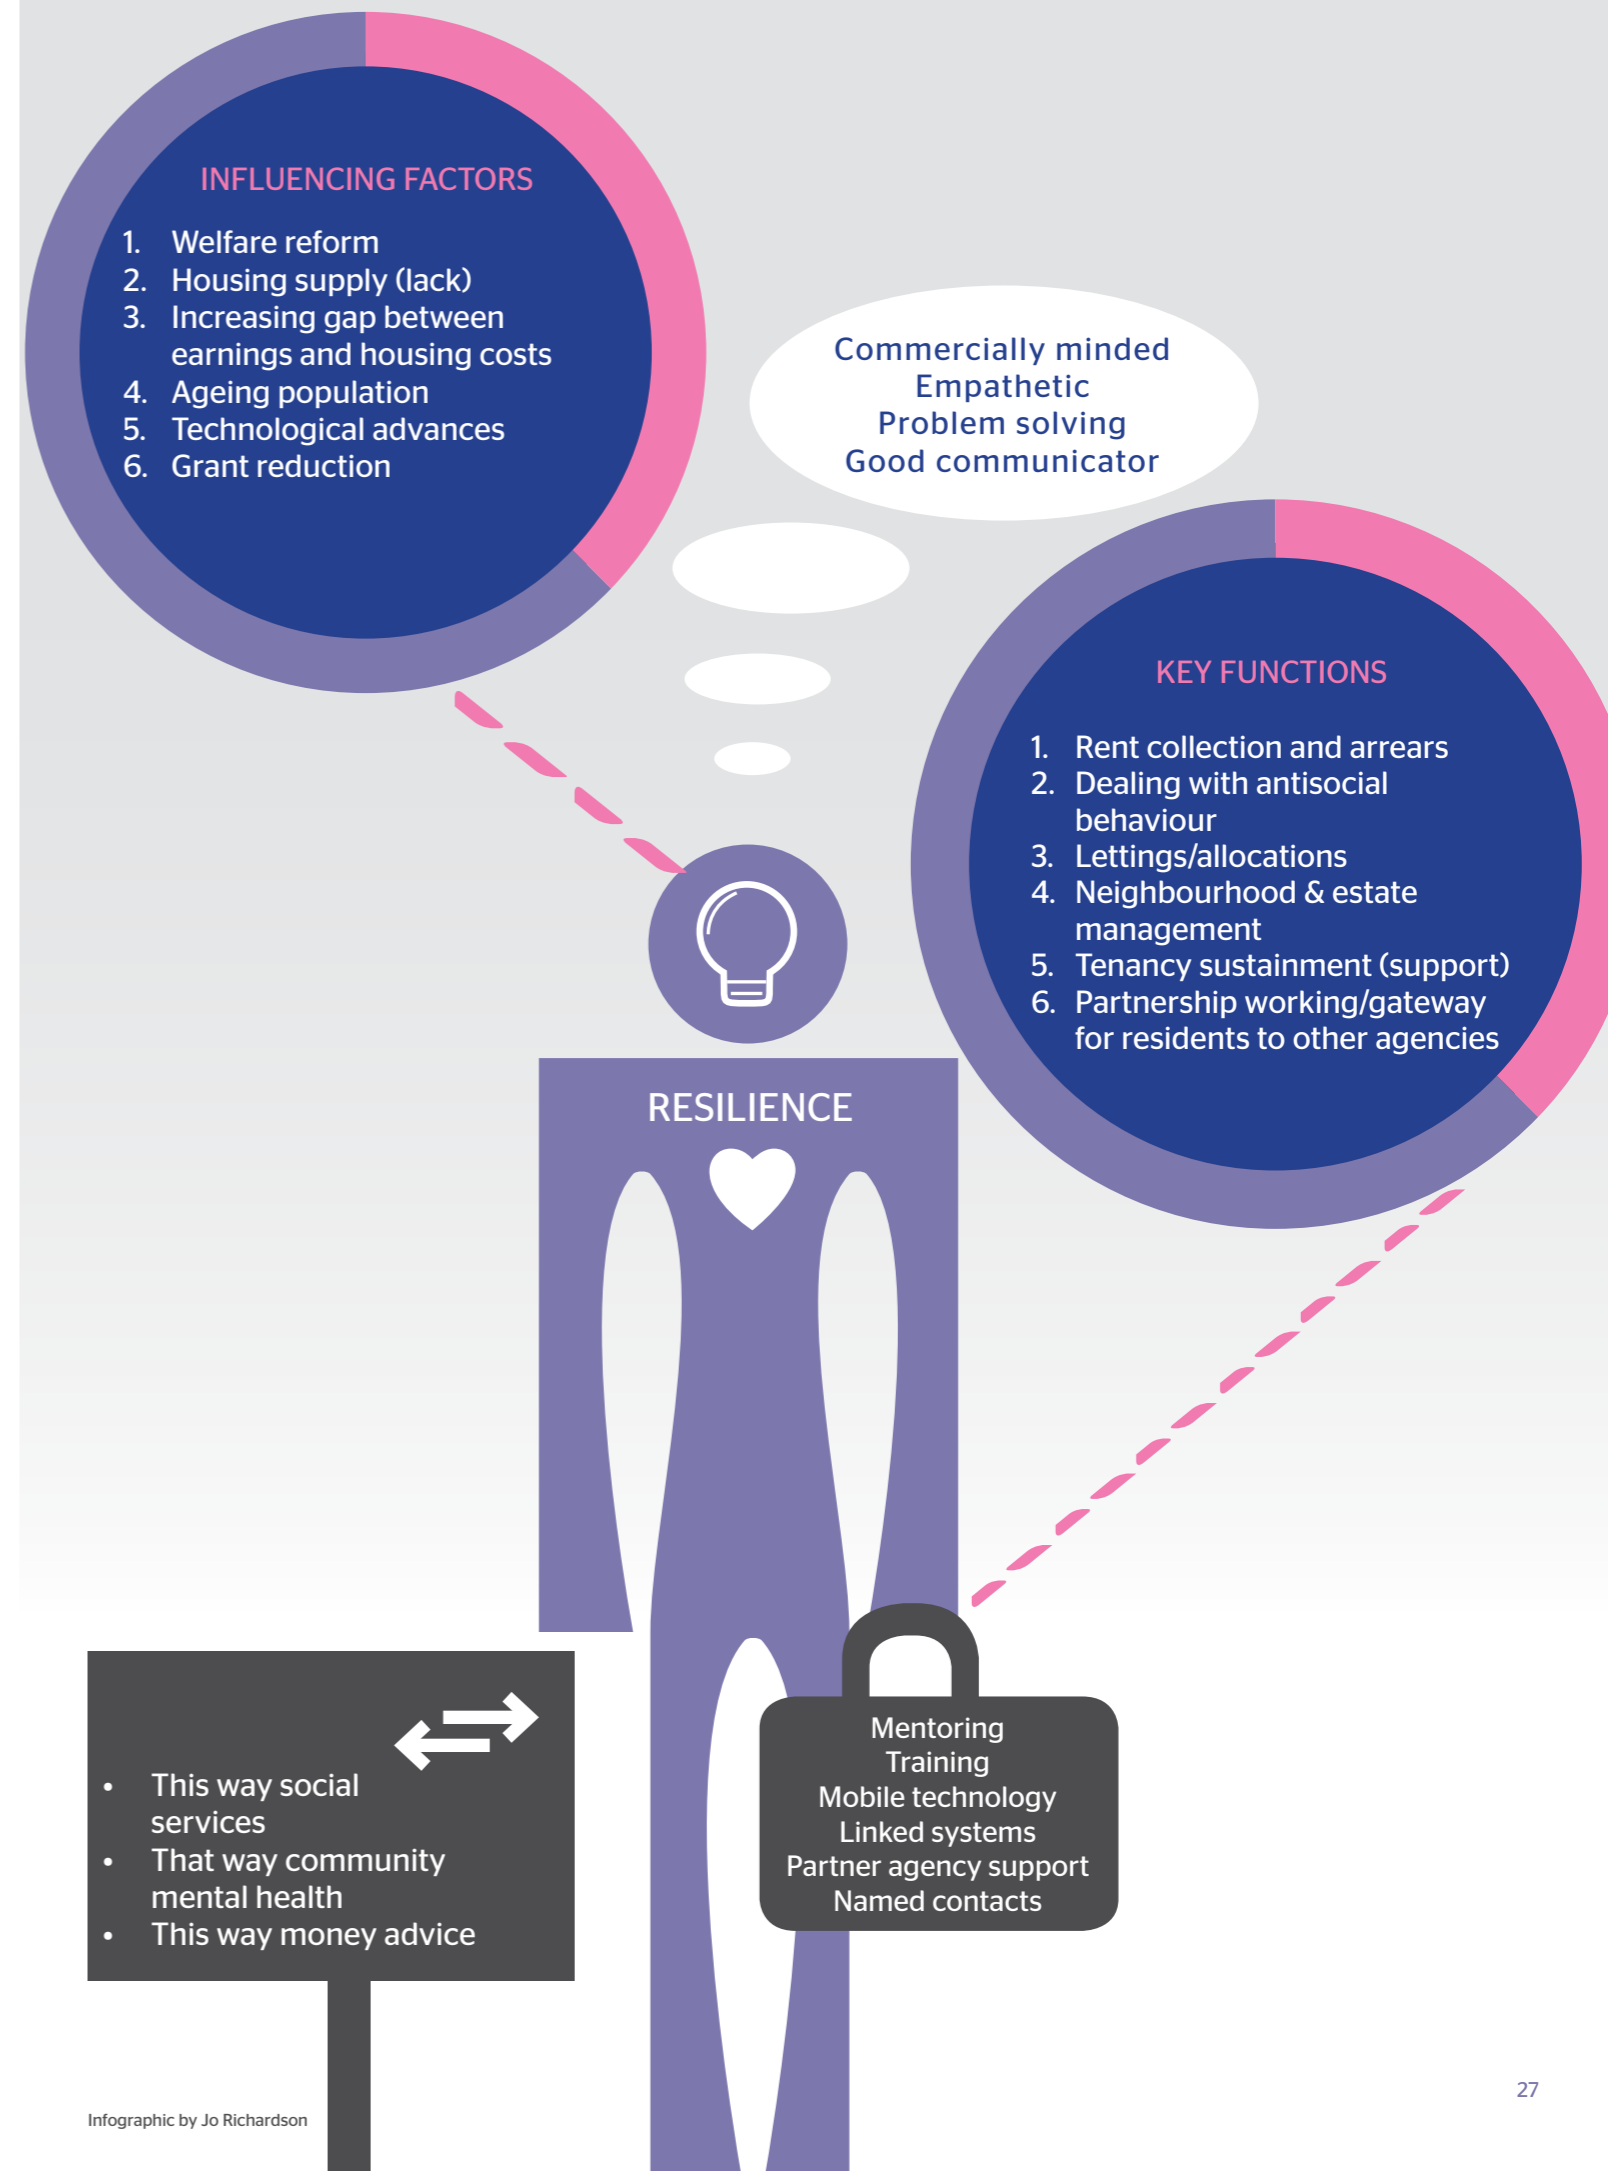 INFLUENCING FACTORS
1. Welfare reform
2. Housing supply (lack)
3. Increasing gap between
earnings and housing costs
4. Ageing population
5. Technological advances
6. Grant reduction
Commercially minded
Empathetic
Problem solving
Good communicator
KEY FUNCTIONS
1. Rent collection and arrears
2. Dealing with antisocial
behaviour
3. Lettings/allocations
4. Neighbourhood & estate
management
5. Tenancy sustainment (support)
6. Partnership working/gateway
for residents to other agencies
RESILIENCE
• This way social
services
• That way community
mental health
• This way money advice
Mentoring
Training
Mobile technology
Linked systems
Partner agency support
Named contacts
Infographic by Jo Richardson
27